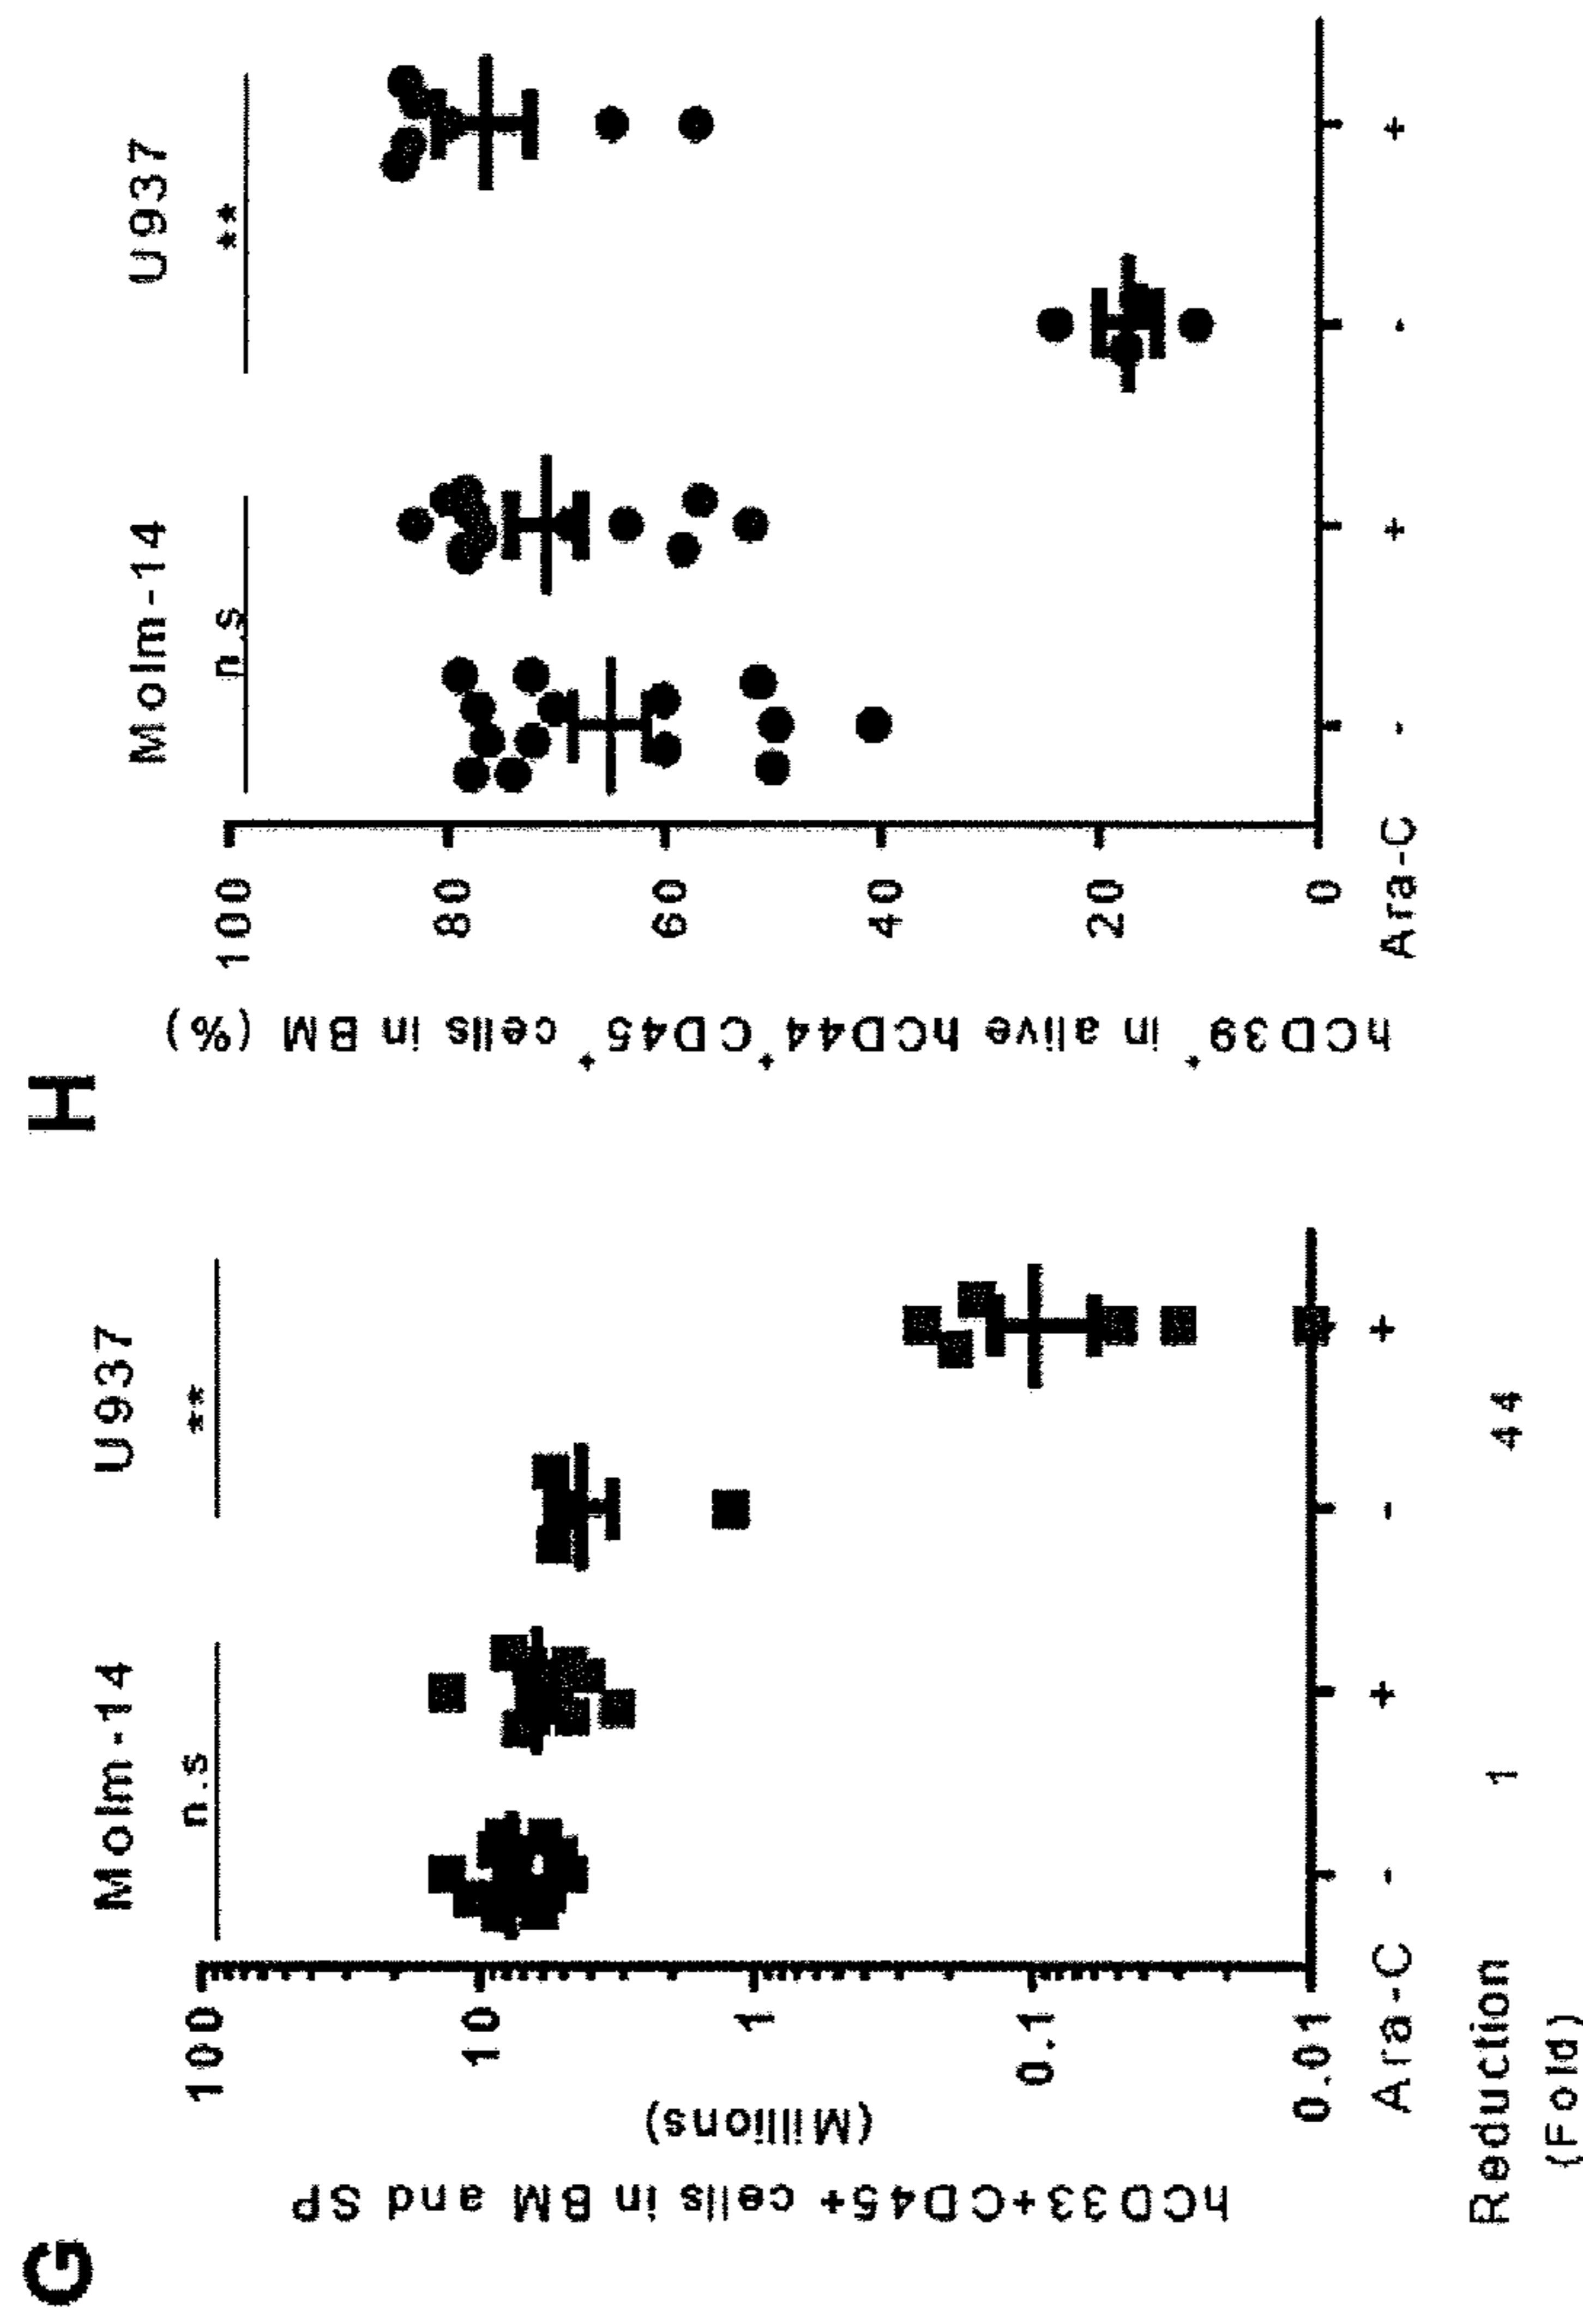 G
hCD33+CD45+ cells in BM and SP
(Millions)
100
10
1
0.1
0.01
Molm-14
U937
n.s
**
Ara-C - + - +
Reduction 1 44
(Fold)
H
hCD39+ in alive hCD44+CD45+ cells in BM (%)
100
80
60
40
20
0
Molm-14
U937
n.s
**
Ara-C - + - +